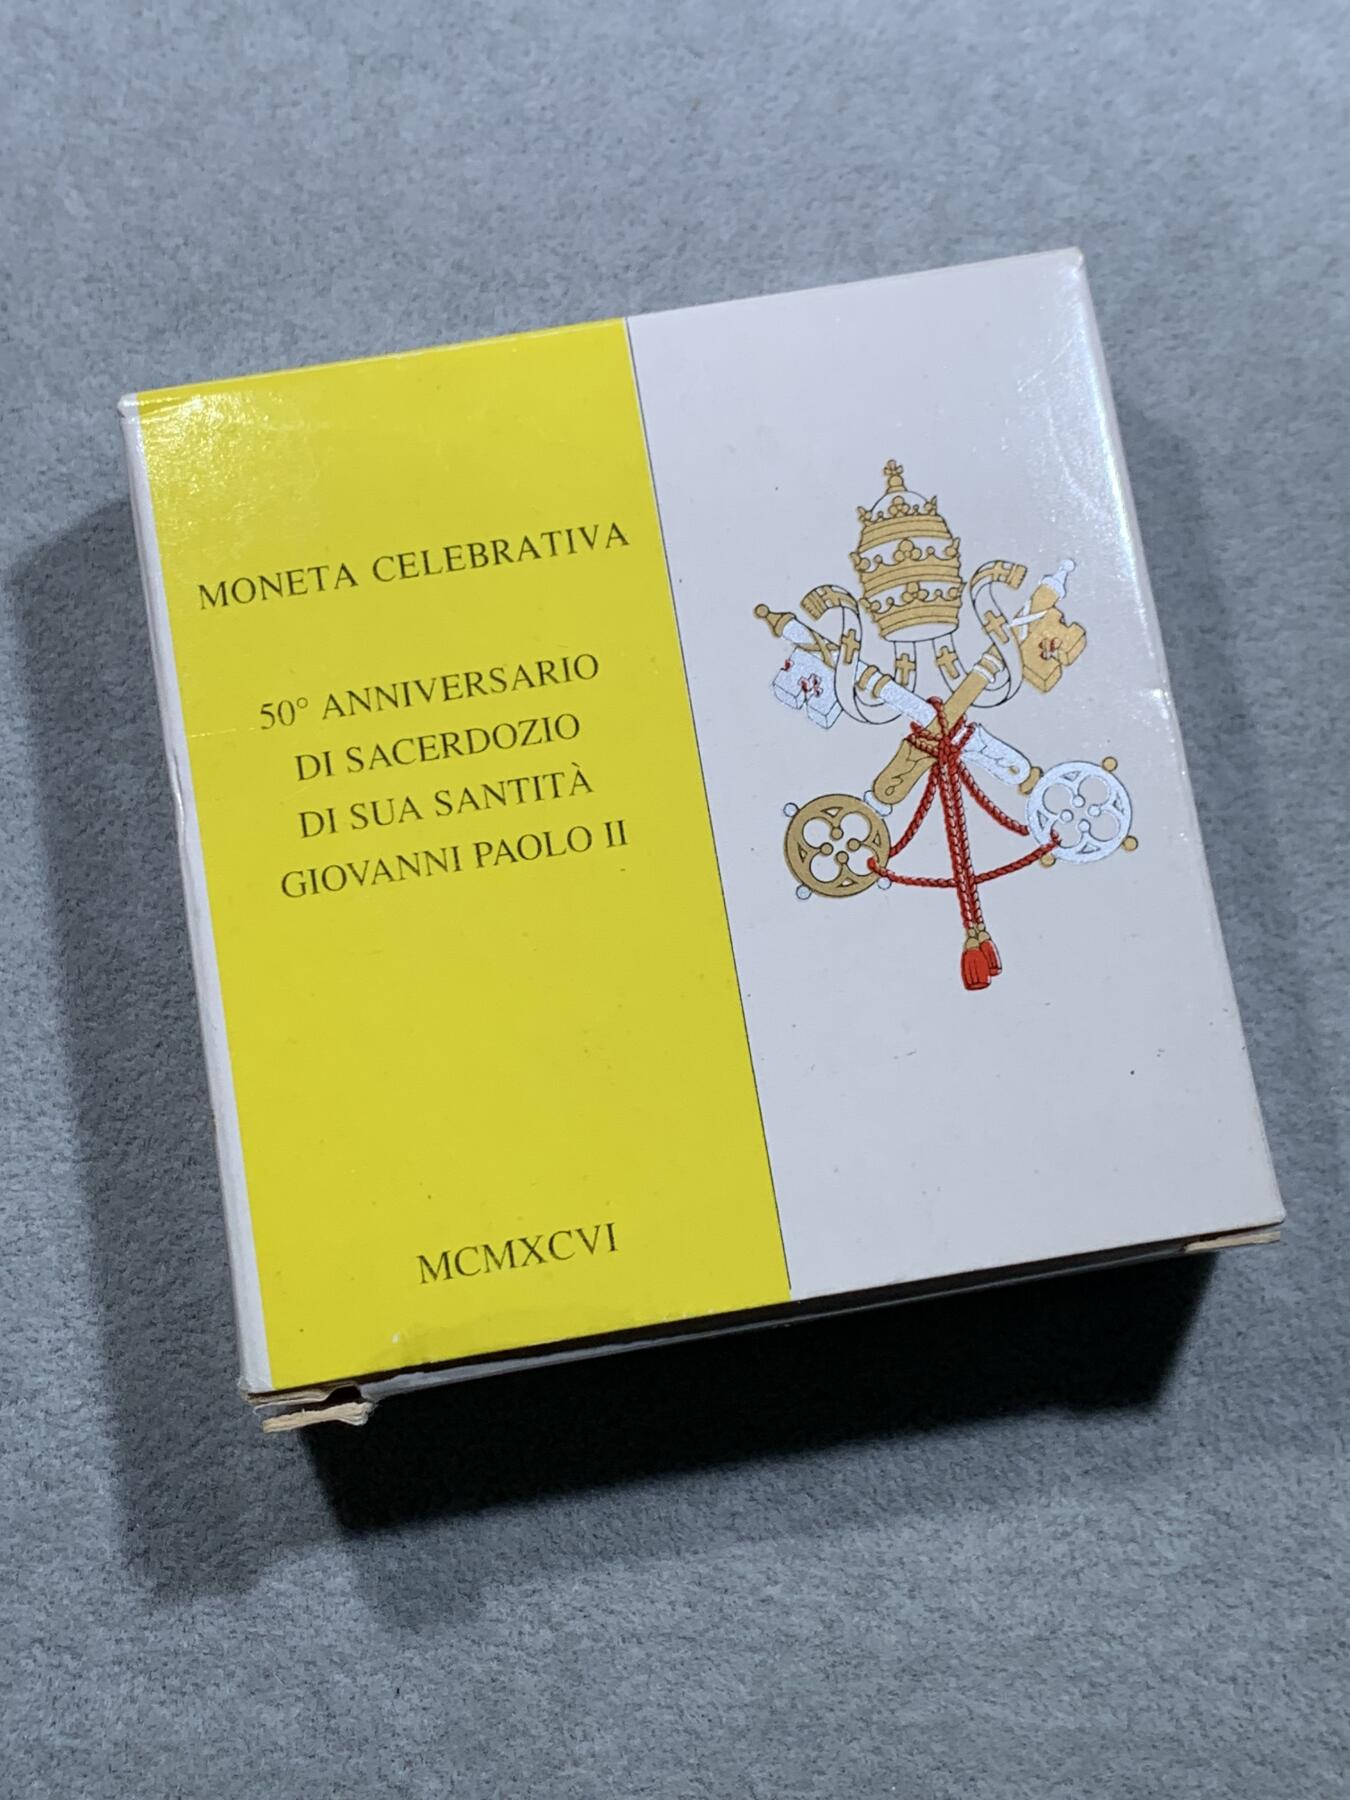 MONETA CELEBRATIVA
50° ANNIVERSARIO
DI SACERDOZIO
DI SUA SANTITÀ
GIOVANNI PAOLO II
MCMXCVI